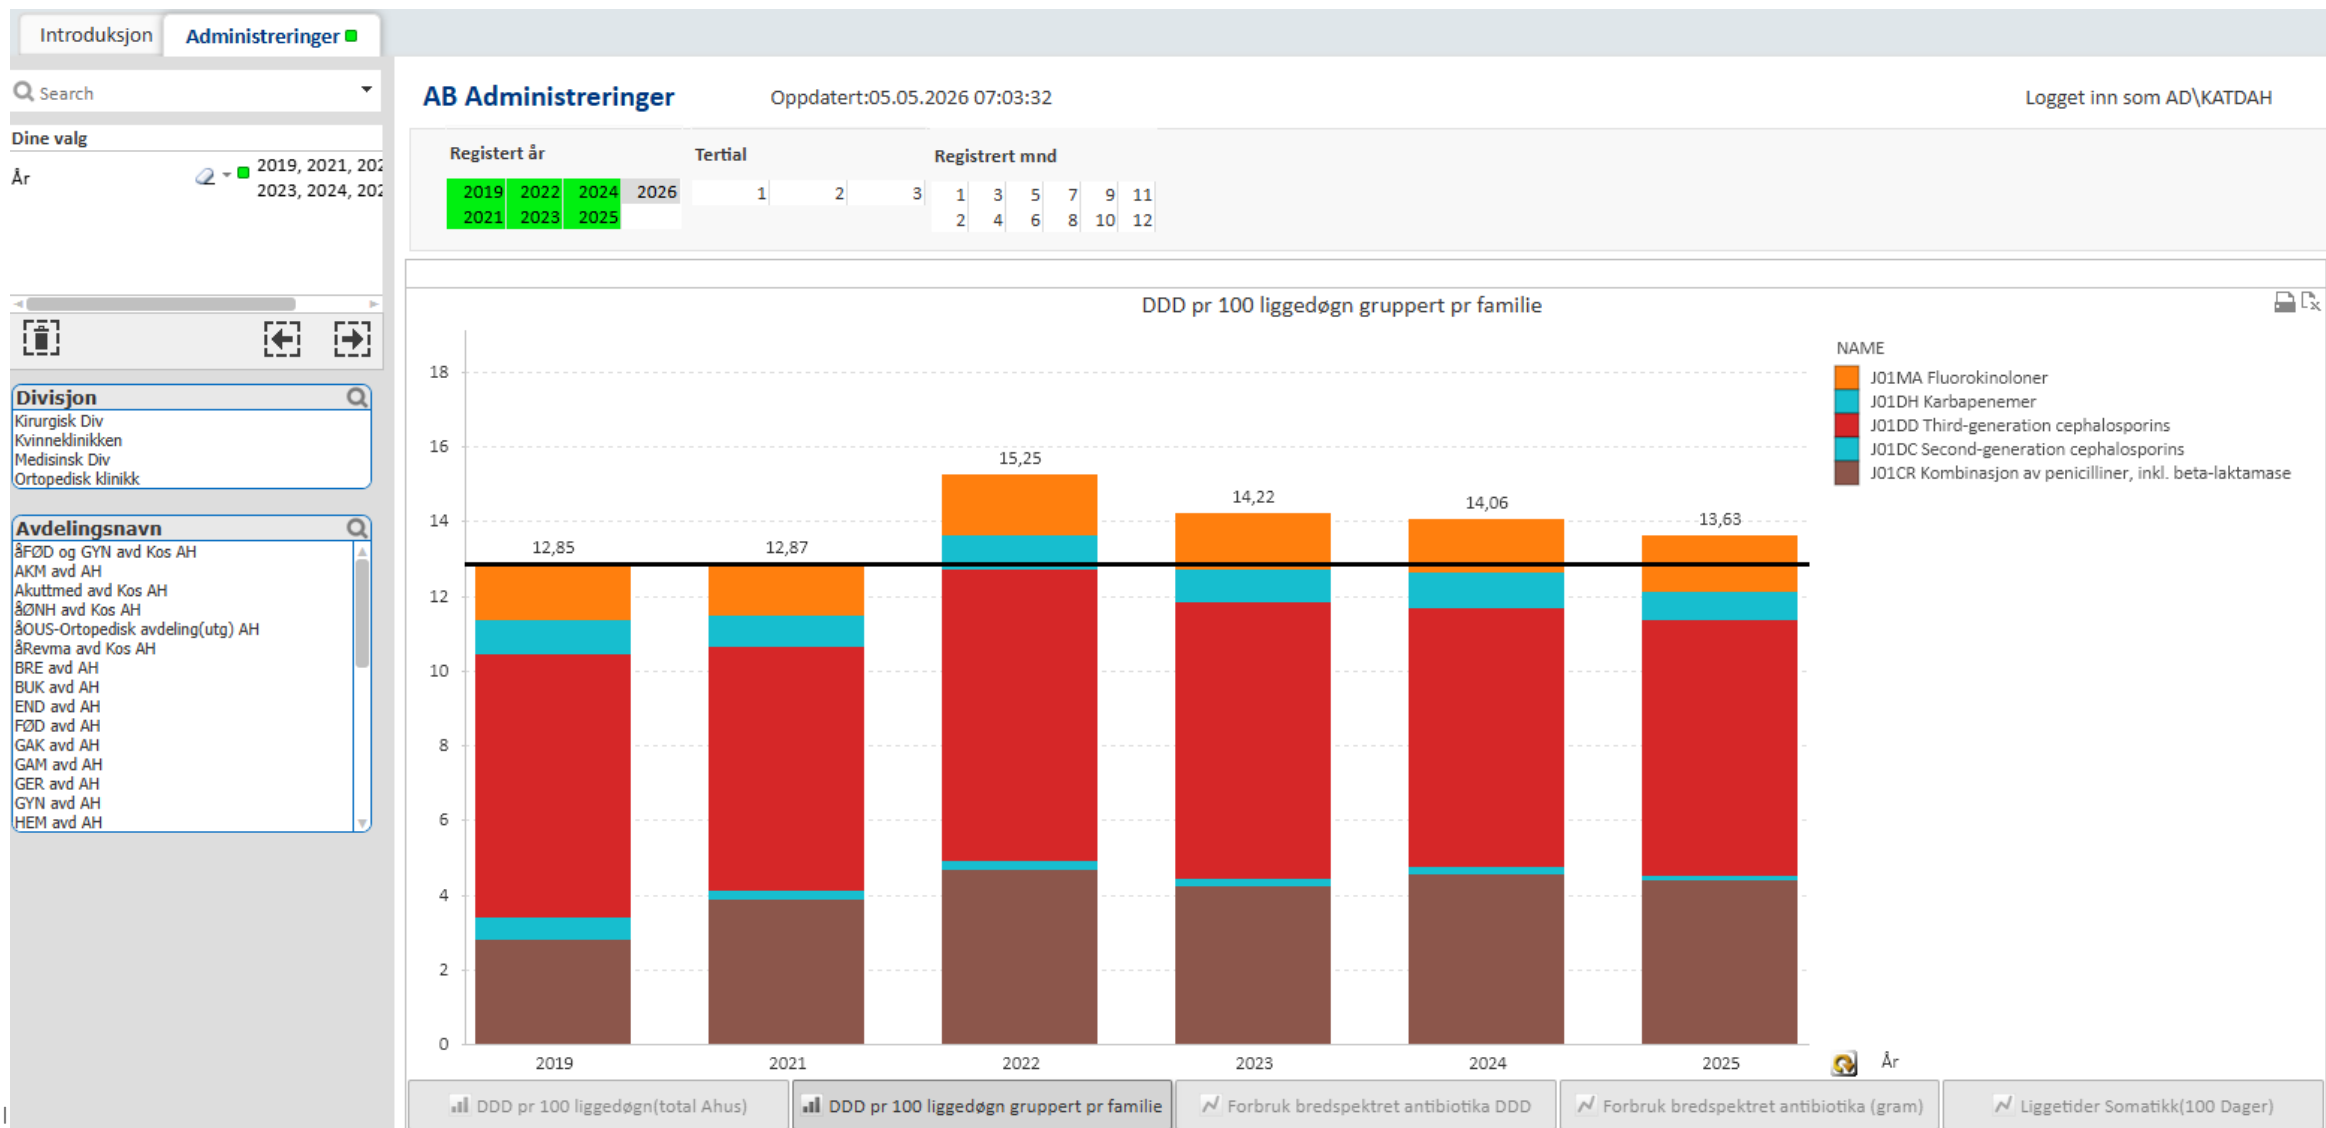 Introduksjon
Administreringer
Search
Dine valg
År
2019, 2021, 202
2023, 2024, 202
Divisjon
Kirurgisk Div
Kvinneklinikken
Medisinsk Div
Ortopedisk klinikk
Avdelingsnavn
åFØD og GYN avd Kos AH
AKM avd AH
Akuttmed avd Kos AH
åØNH avd Kos AH
åOUS-Ortopedisk avdeling(utg) AH
åRevma avd Kos AH
BRE avd AH
BUK avd AH
END avd AH
FØD avd AH
GAK avd AH
GAM avd AH
GER avd AH
GYN avd AH
HEM avd AH
AB Administreringer
Oppdatert:05.05.2026 07:03:32
Logget inn som AD\KATDAH
Registert år
2019 2022 2024 2026
2021 2023 2025
Tertial
1 2 3
Registrert mnd
1 3 5 7 9 11
2 4 6 8 10 12
DDD pr 100 liggedøgn gruppert pr familie
18
16
14
12
10
8
6
4
2
0
12,85
12,87
15,25
14,22
14,06
13,63
2019 2021 2022 2023 2024 2025
År
NAME
J01MA Fluorokinoloner
J01DH Karbapenemer
J01DD Third-generation cephalosporins
J01DC Second-generation cephalosporins
J01CR Kombinasjon av penicilliner, inkl. beta-laktamase
DDD pr 100 liggedøgn(total Ahus)
DDD pr 100 liggedøgn gruppert pr familie
Forbruk bredspektret antibiotika DDD
Forbruk bredspektret antibiotika (gram)
Liggetider Somatikk(100 Dager)